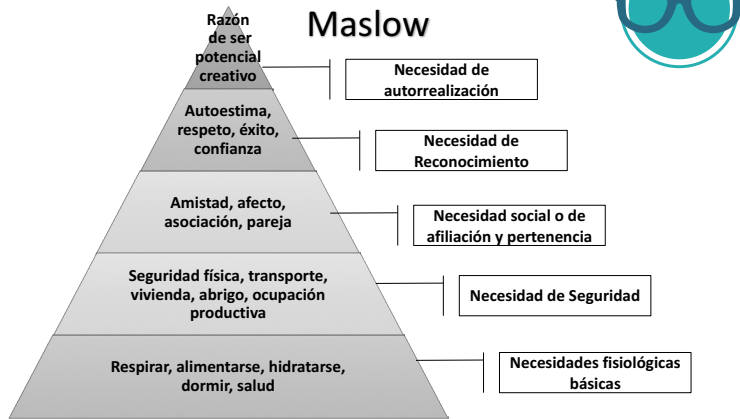 Maslow
Razón
de ser
potencial
creativo
Necesidad de
autorrealización
Autoestima,
respeto, éxito,
confianza
Necesidad de
Reconocimiento
Amistad, afecto,
asociación, pareja
Necesidad social o de
afiliación y pertenencia
Seguridad física, transporte,
vivienda, abrigo, ocupación
productiva
Necesidad de Seguridad
Respirar, alimentarse, hidratarse,
dormir, salud
Necesidades fisiológicas
básicas